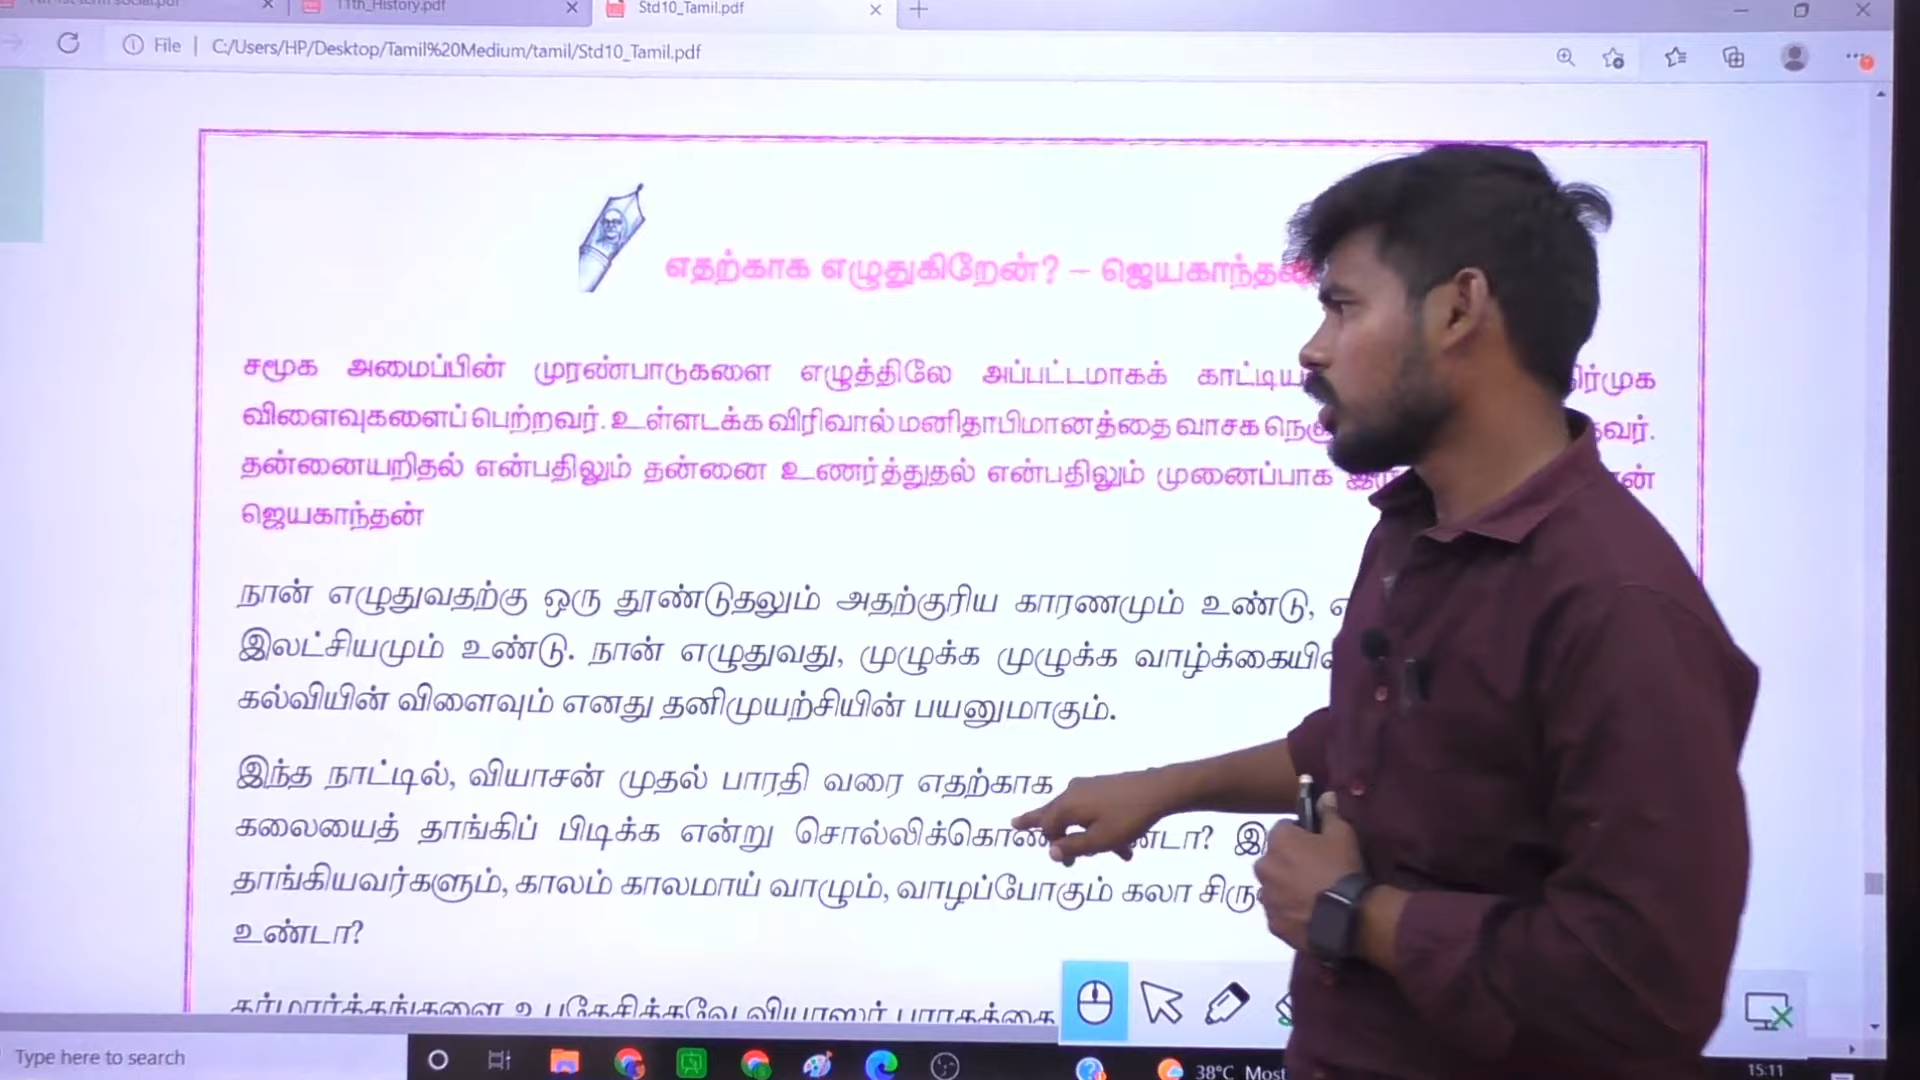 11th_History.pdf
Std10_Tamil.pdf
File | C:/Users/HP/Desktop/Tamil%20Medium/tamil/Std10_Tamil.pdf
எதற்காக எழுதுகிறேன்? – ஜெயகாந்தன்
சமூக அமைப்பின் முரண்பாடுகளை எழுத்திலே அப்பட்டமாகக்
விளைவுகளைப் பெற்றவர். உள்ளடக்க விரிவால் மனிதாபிமானத்தை வாசக
தன்னையறிதல் என்பதிலும் தன்னை உணர்த்துதல் என்பதிலும் முனைப்பாக
ஜெயகாந்தன்
நான் எழுதுவதற்கு ஒரு தூண்டுதலும் அதற்குரிய காரணமும் உண்டு,
இலட்சியமும் உண்டு. நான் எழுதுவது, முழுக்க முழுக்க
கல்வியின் விளைவும் எனது தனிமுயற்சியின் பயனுமாகும்.
இந்த நாட்டில், வியாசன் முதல் பாரதி வரை எதற்காக
கலையைத் தாங்கிப் பிடிக்க என்று
தாங்கியவர்களும், காலம் காலமாய் வாழும், வாழப்போகும் கலா
உண்டா?
Type here to search
38°C Most
15:11